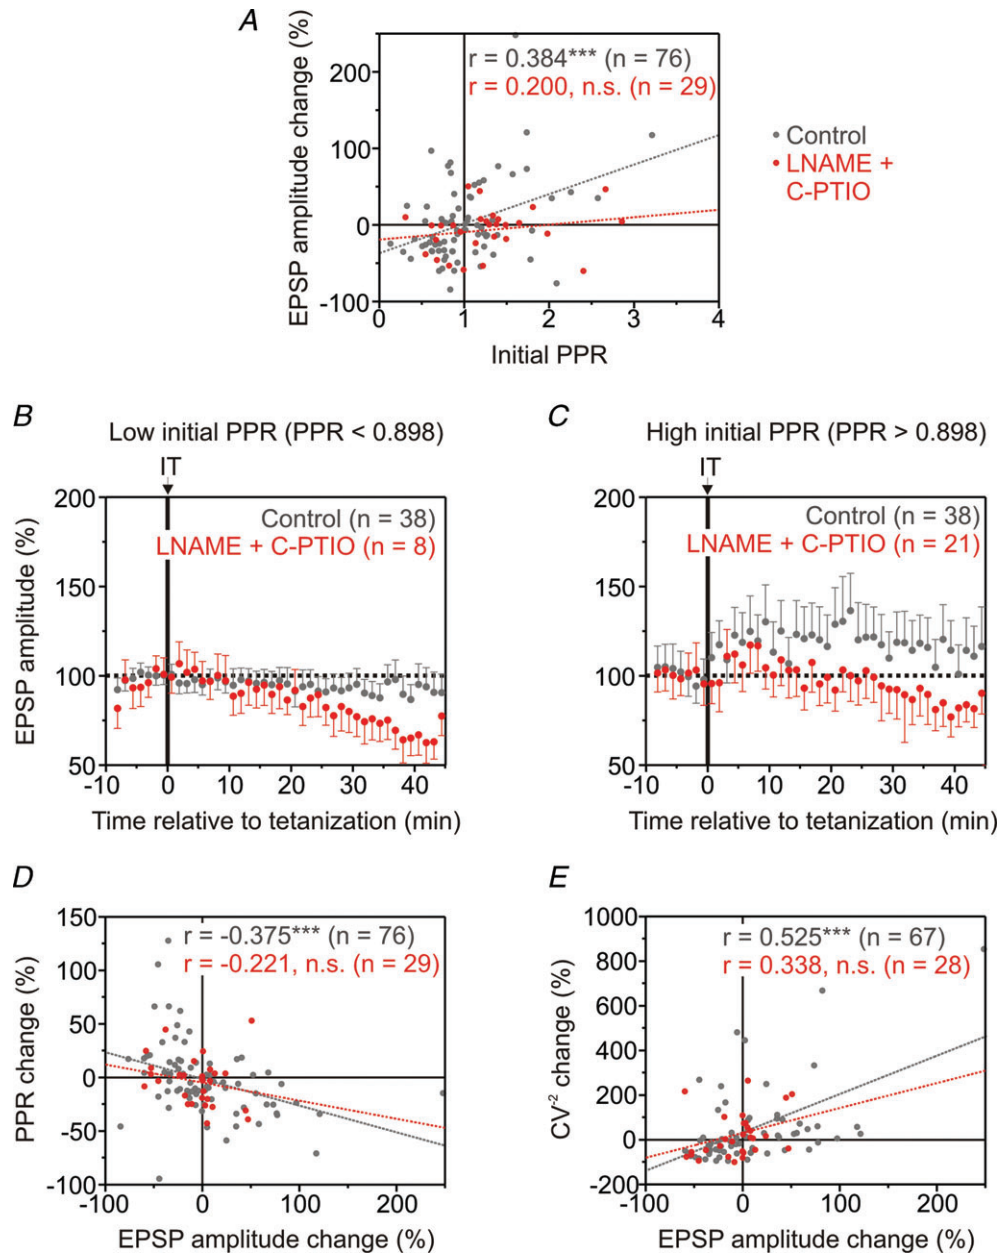 A
EPSP amplitude change (%)
200
100
0
-100
r = 0.384*** (n = 76)
r = 0.200, n.s. (n = 29)
Control
LNAME +
C-PTIO
0 1 2 3 4
Initial PPR
B
Low initial PPR (PPR < 0.898)
IT
EPSP amplitude (%)
200
150
100
50
Control (n = 38)
LNAME + C-PTIO (n = 8)
-10 0 10 20 30 40
Time relative to tetanization (min)
C
High initial PPR (PPR > 0.898)
IT
200
150
100
50
Control (n = 38)
LNAME + C-PTIO (n = 21)
-10 0 10 20 30 40
Time relative to tetanization (min)
D
PPR change (%)
150
100
50
0
-50
-100
r = -0.375*** (n = 76)
r = -0.221, n.s. (n = 29)
-100 0 100 200
EPSP amplitude change (%)
E
CV-2 change (%)
1000
800
600
400
200
0
-200
r = 0.525*** (n = 67)
r = 0.338, n.s. (n = 28)
-100 0 100 200
EPSP amplitude change (%)